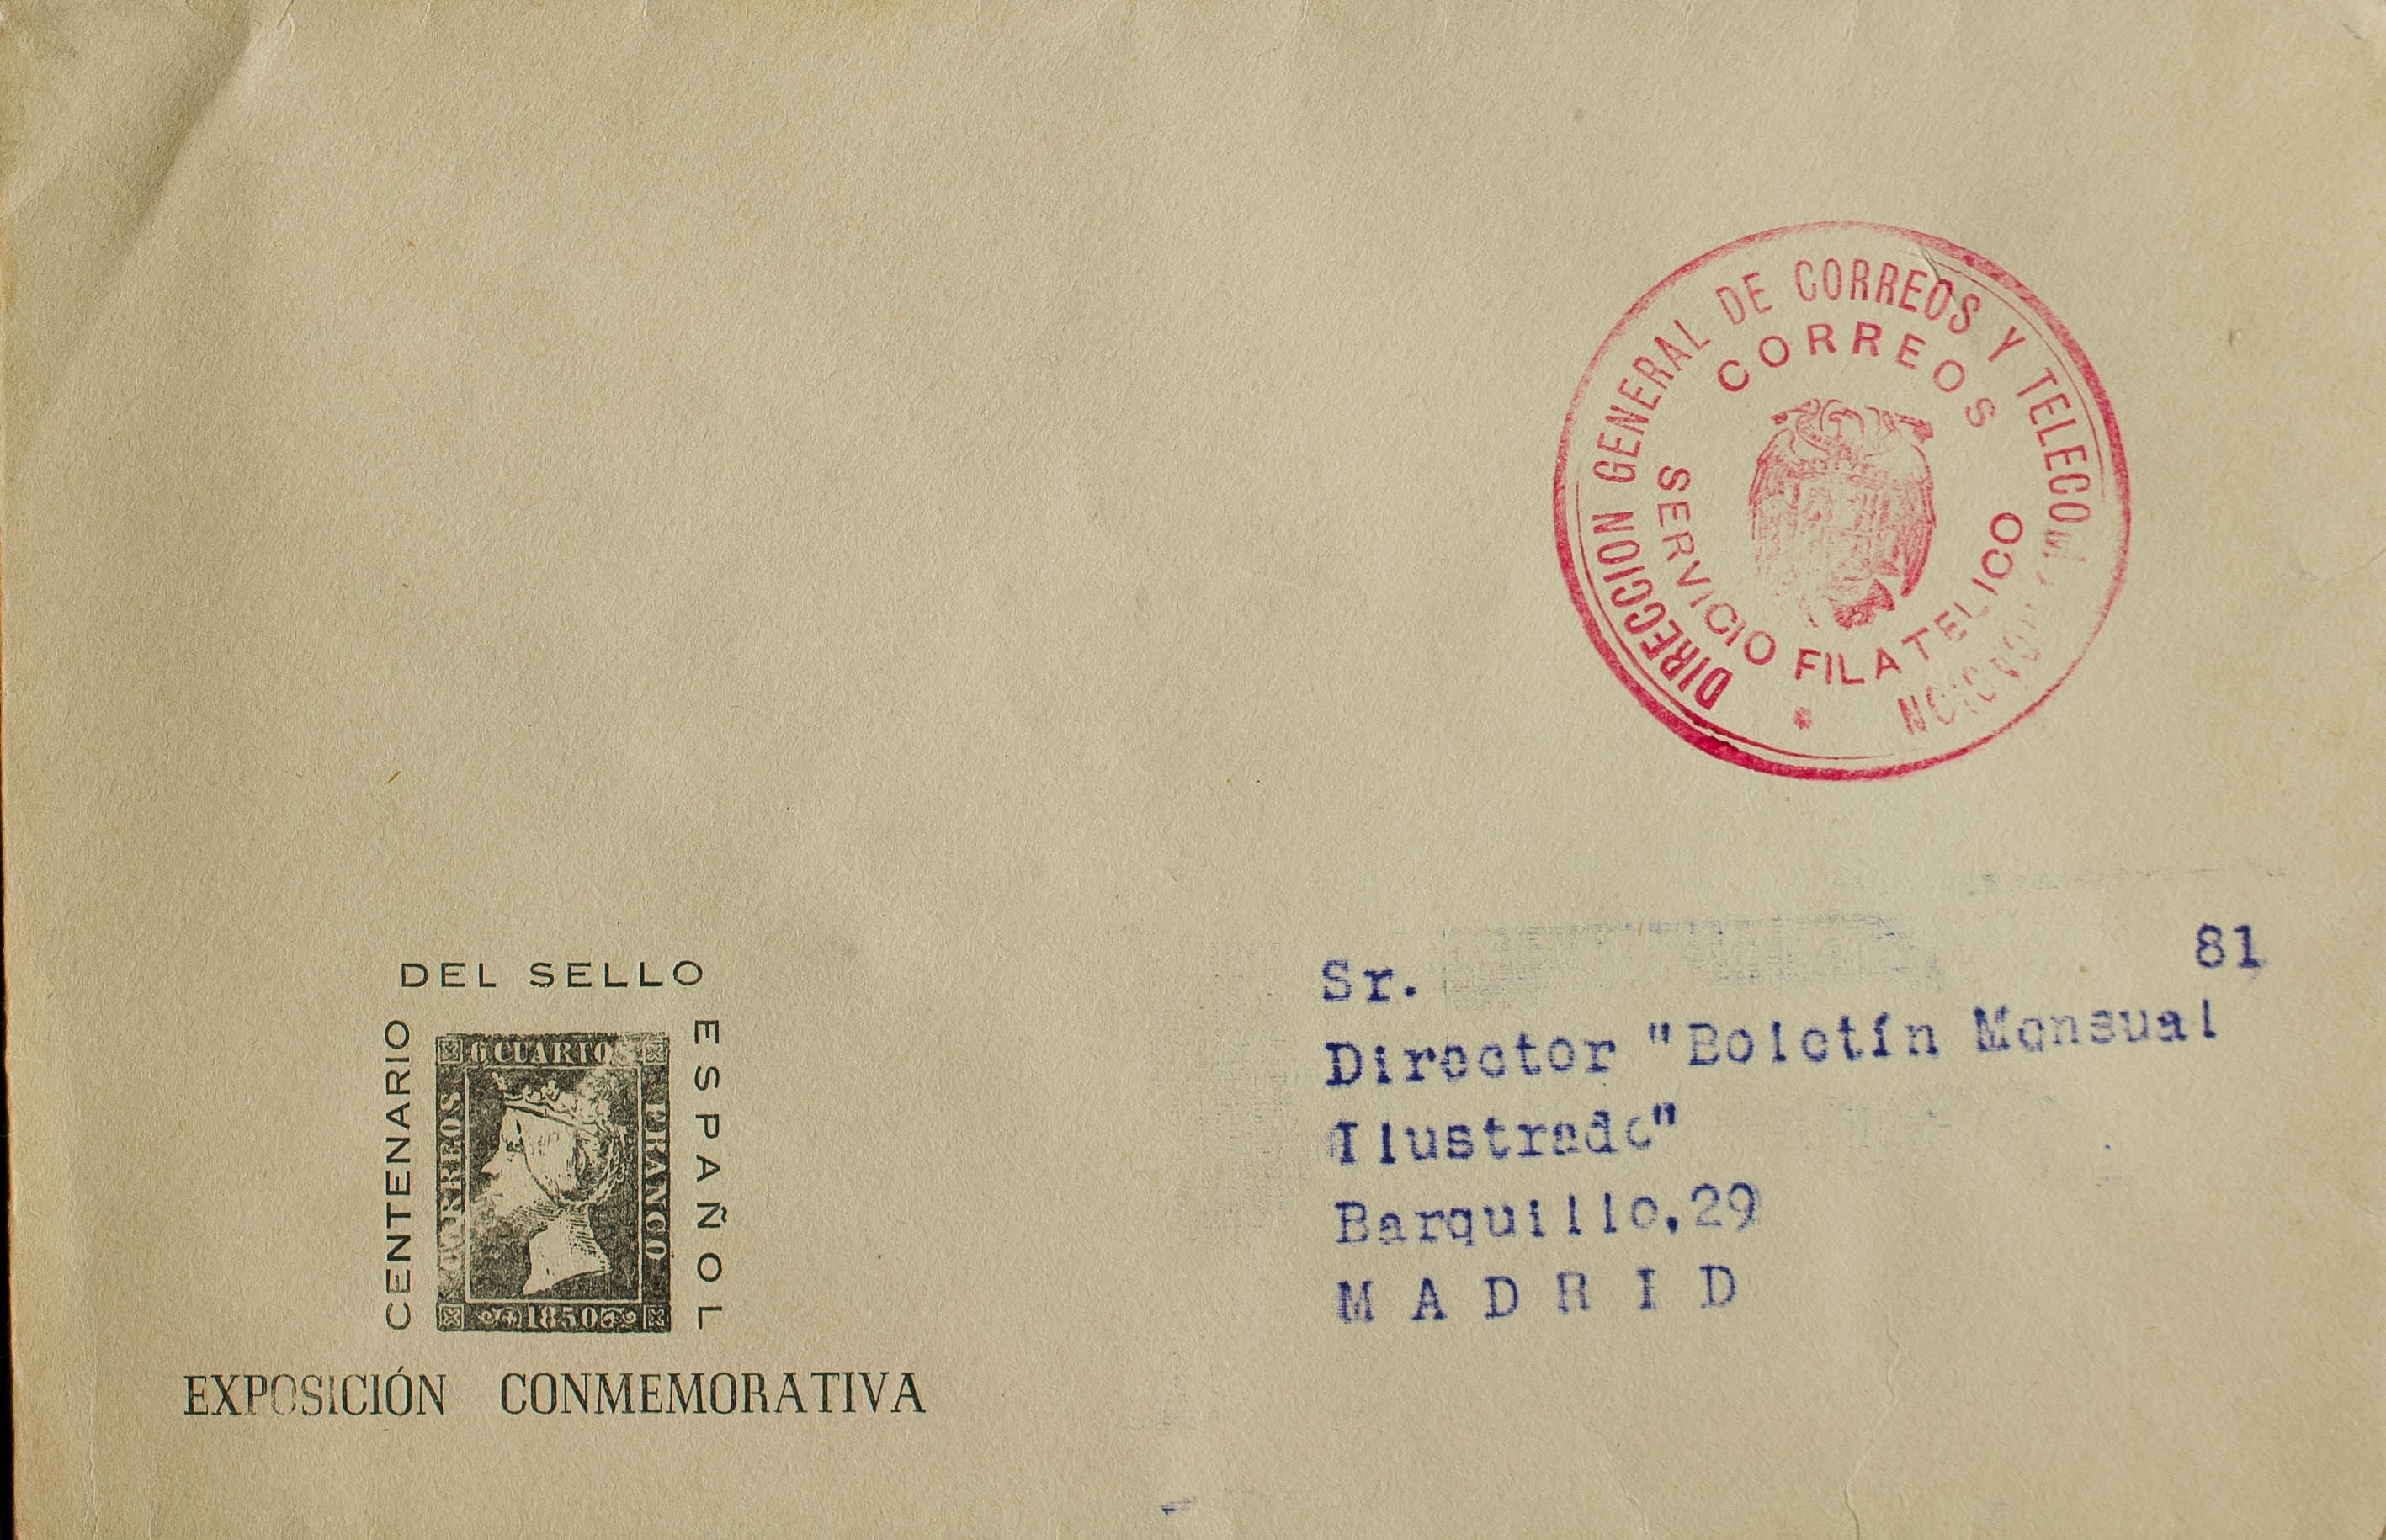 DIRECCION GENERAL DE CORREOS Y TELECOM
CORREOS
SERVICIO FILATELICO
81
Sr.
Director "Boletín Mensual
Ilustrado"
Barquillo,29
M A D R I D
CENTENARIO
DEL SELLO
ESPAÑOL
6 CUARTOS
CORREOS
FRANCO
1850
EXPOSICIÓN CONMEMORATIVA